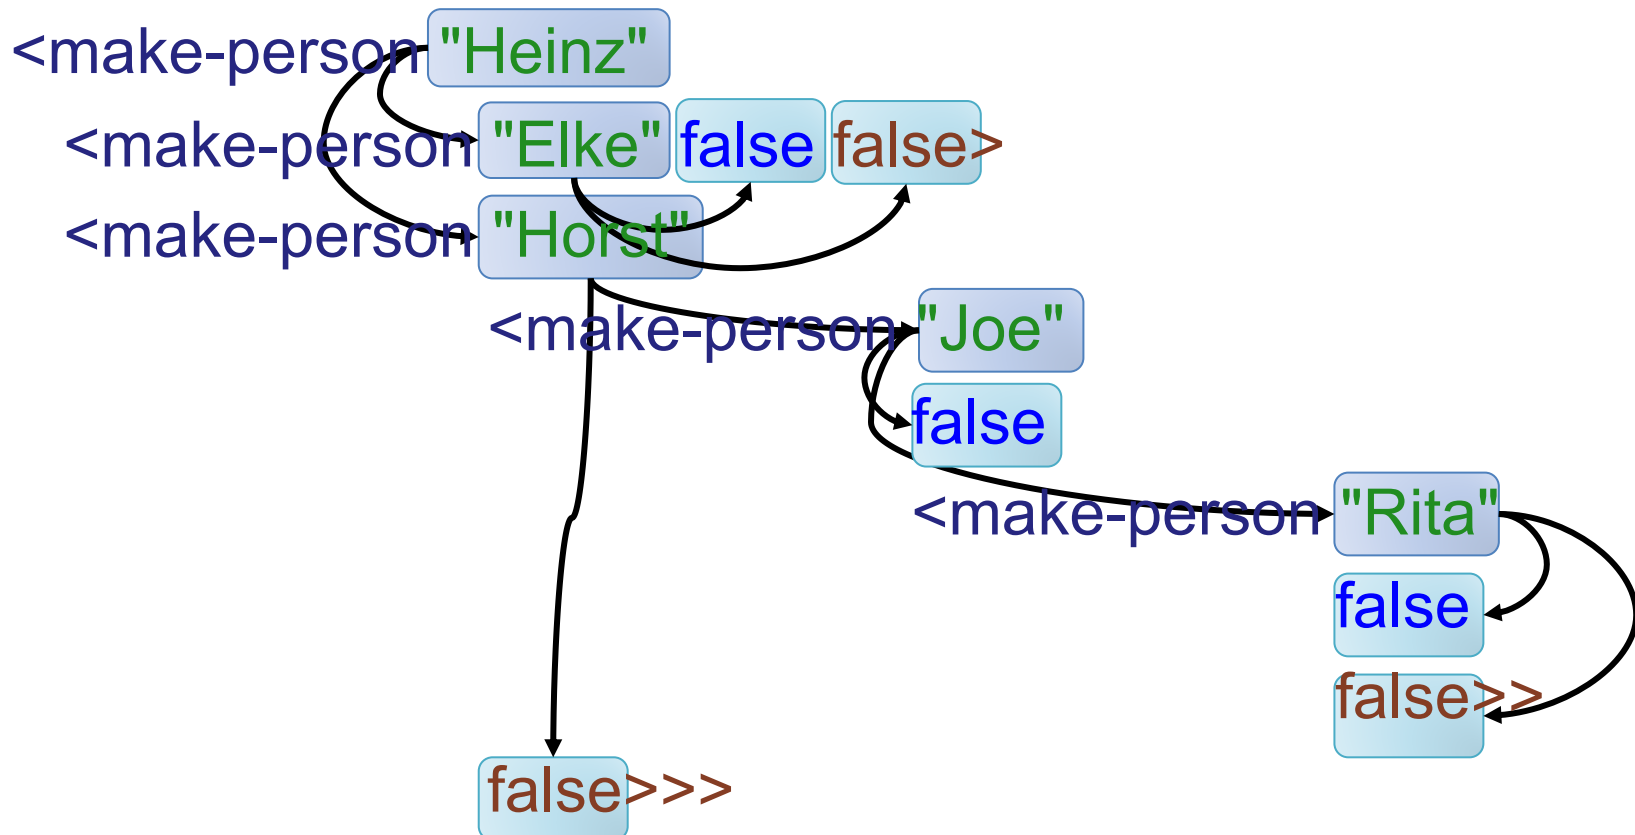 <make-person "Heinz"
<make-person "Elke" false false>
<make-person "Horst"
<make-person "Joe"
false
<make-person "Rita"
false
false>>
false>>>